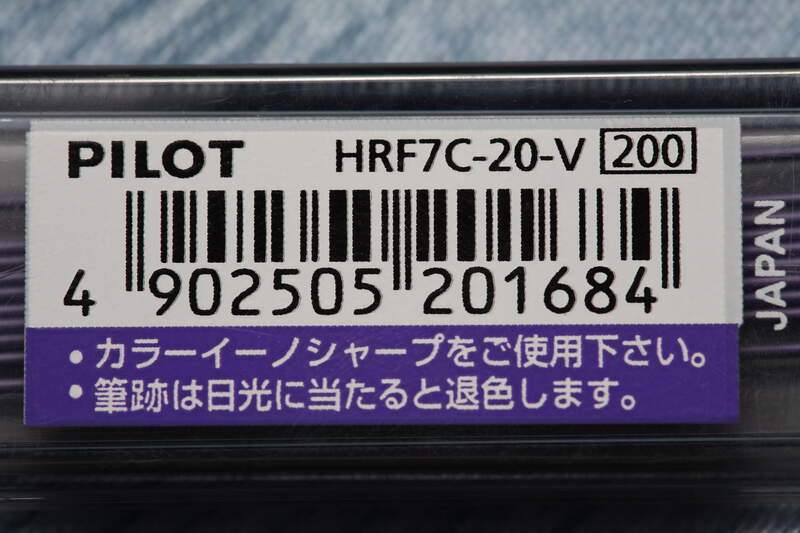 PILOT HRF7C-20-V 200
4 902505 201684
・カラーイーノシャープをご使用下さい。
・筆跡は日光に当たると退色します。
JAPAN